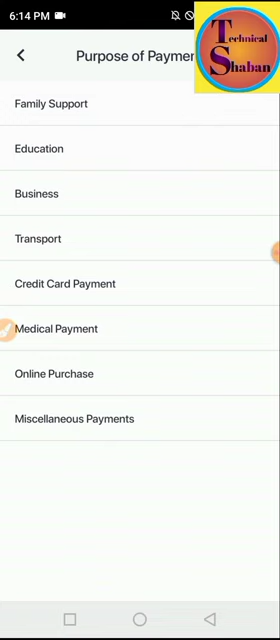 6:14 PM
Purpose of Paymen
Technical
Shaban
Family Support
Education
Business
Transport
Credit Card Payment
Medical Payment
Online Purchase
Miscellaneous Payments